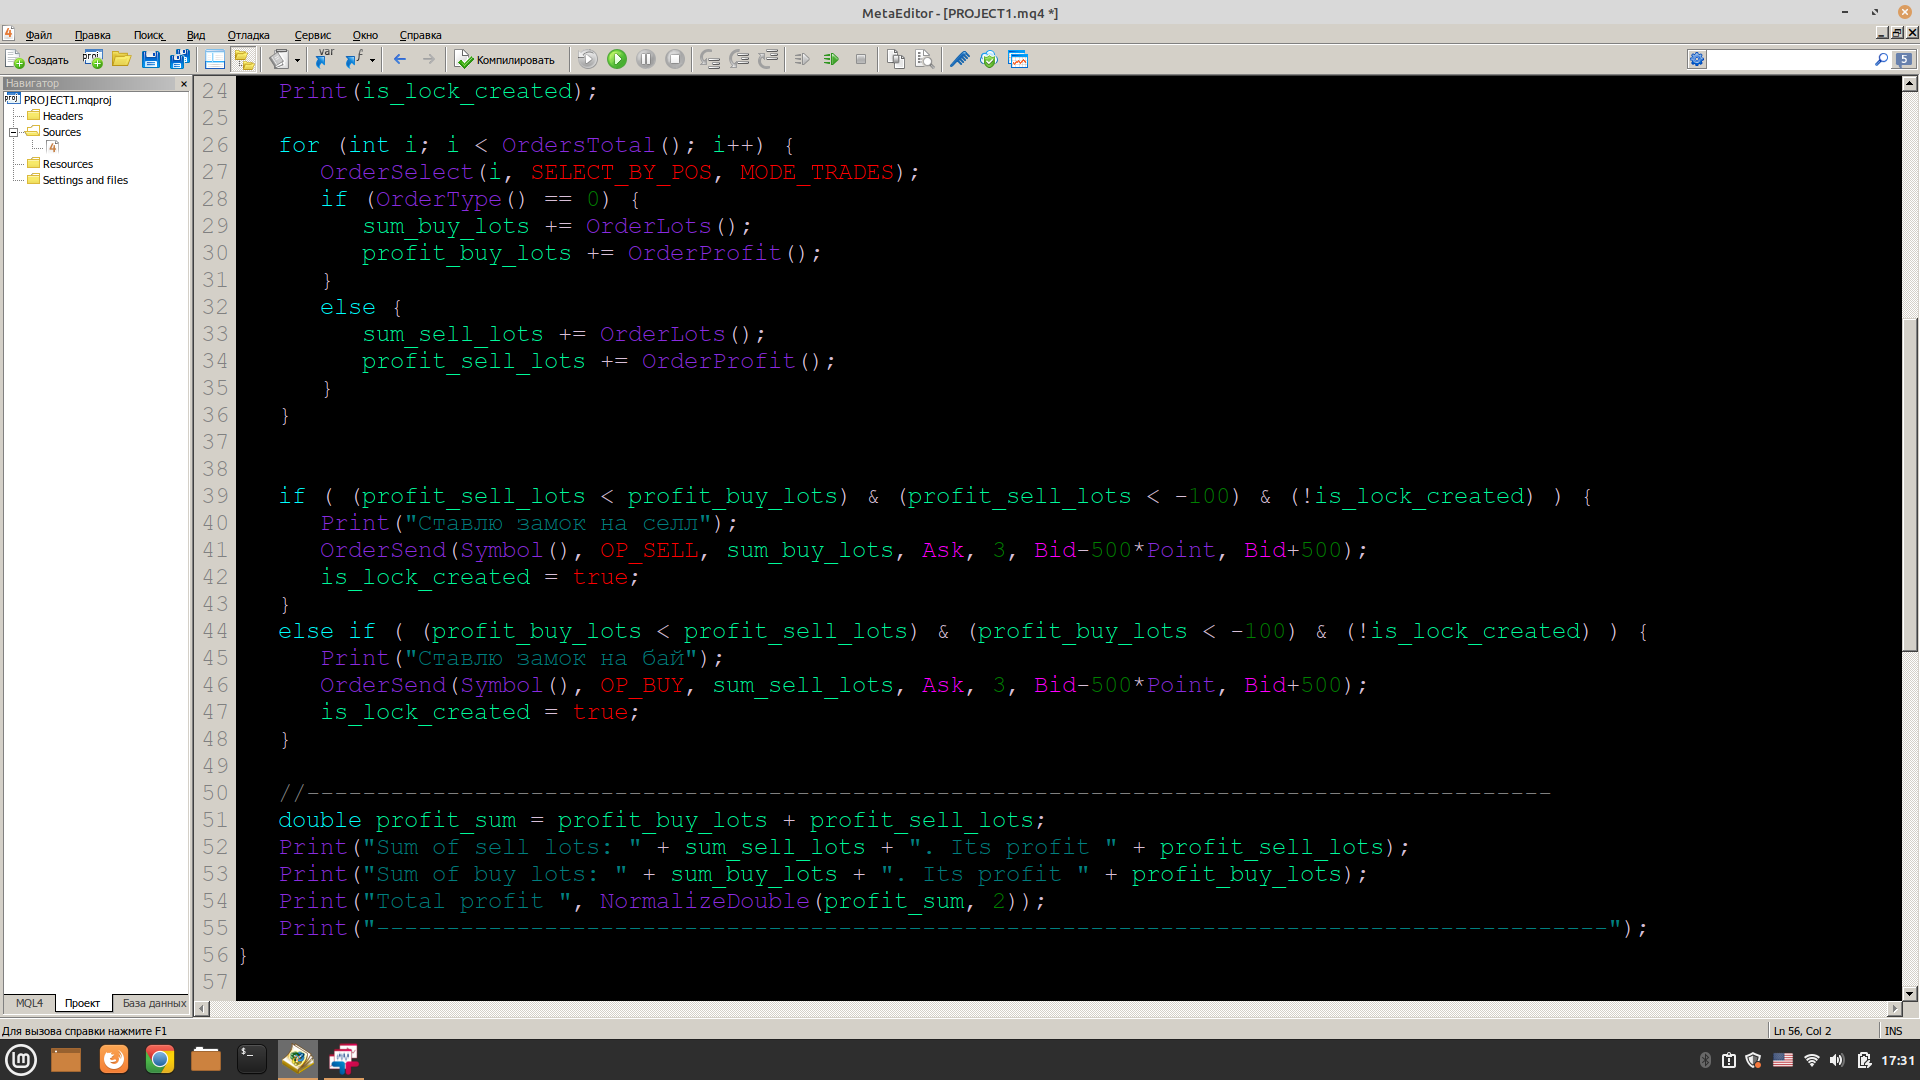 MetaEditor - [PROJECT1.mq4 *]
Файл Правка Поиск Вид Отладка Сервис Окно Справка
Создать Компилировать
Навигатор
PROJECT1.mqproj
Headers
Sources
Resources
Settings and files
MQL4 Проект База данных
24 Print(is_lock_created);
25
26 for (int i; i < OrdersTotal(); i++) {
27 OrderSelect(i, SELECT_BY_POS, MODE_TRADES);
28 if (OrderType() == 0) {
29 sum_buy_lots += OrderLots();
30 profit_buy_lots += OrderProfit();
31 }
32 else {
33 sum_sell_lots += OrderLots();
34 profit_sell_lots += OrderProfit();
35 }
36 }
37
38
39 if ( (profit_sell_lots < profit_buy_lots) & (profit_sell_lots < -100) & (!is_lock_created) ) {
40 Print("Ставлю замок на селл");
41 OrderSend(Symbol(), OP_SELL, sum_buy_lots, Ask, 3, Bid-500*Point, Bid+500);
42 is_lock_created = true;
43 }
44 else if ( (profit_buy_lots < profit_sell_lots) & (profit_buy_lots < -100) & (!is_lock_created) ) {
45 Print("Ставлю замок на бай");
46 OrderSend(Symbol(), OP_BUY, sum_sell_lots, Ask, 3, Bid-500*Point, Bid+500);
47 is_lock_created = true;
48 }
49
50 //-----------------------------------------------------------------------------------------
51 double profit_sum = profit_buy_lots + profit_sell_lots;
52 Print("Sum of sell lots: " + sum_sell_lots + ". Its profit " + profit_sell_lots);
53 Print("Sum of buy lots: " + sum_buy_lots + ". Its profit " + profit_buy_lots);
54 Print("Total profit ", NormalizeDouble(profit_sum, 2));
55 Print("----------------------------------------------------------------------------------------");
56 }
57
Для вызова справки нажмите F1
Ln 56, Col 2 INS
17:31